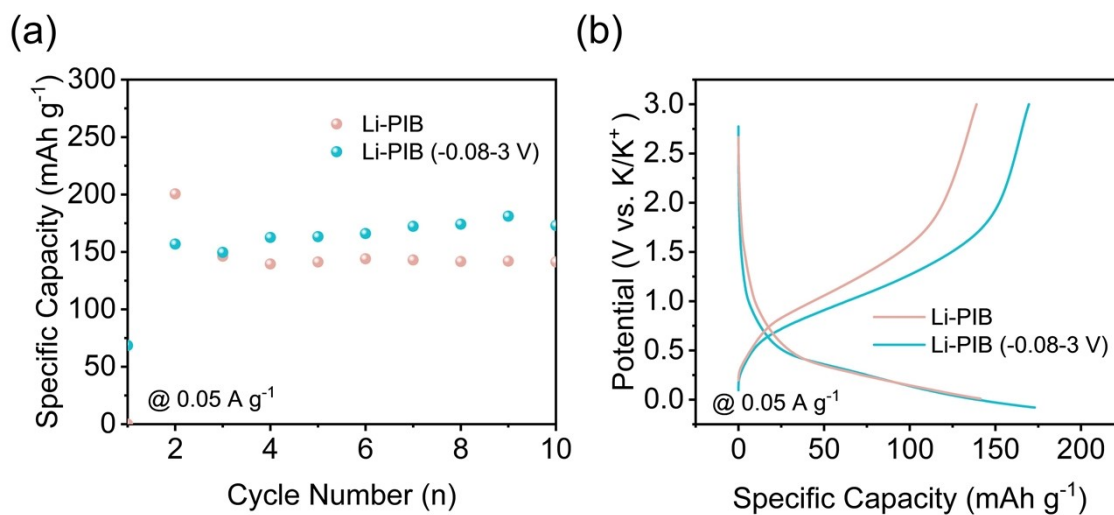 (a)
300
250
200
150
100
50
0
Specific Capacity (mAh g⁻¹)
Li-PIB
Li-PIB (-0.08-3 V)
@ 0.05 A g⁻¹
2
4
6
8
10
Cycle Number (n)
(b)
3.0
2.5
2.0
1.5
1.0
0.5
0.0
Potential (V vs. K/K⁺)
Li-PIB
Li-PIB (-0.08-3 V)
@ 0.05 A g⁻¹
0
50
100
150
200
Specific Capacity (mAh g⁻¹)